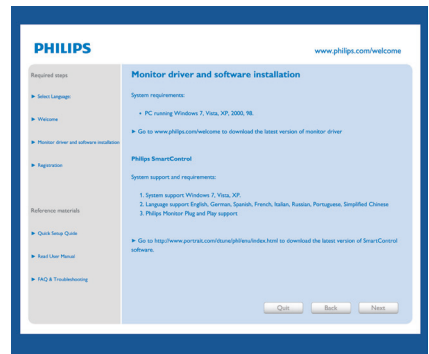 PHILIPS
www.philips.com/welcome
Required steps
► Select Language:
► Welcome
► Monitor driver and software installation
► Registration
Reference materials
► Quick Setup Quide
► Read User Manual
► FAQ & Troubleshooting
Monitor driver and software installation
System requirements:
• PC running Windows 7, Vista, XP, 2000, 98.
► Go to www.philips.com/welcome to download the latest version of monitor driver
Philips SmartControl
System support and requirements:
1. System support Windows 7, Vista, XP.
2. Language support English, German, Spanish, French, Italian, Russian, Portuguese, Simplified Chinese
3. Philips Monitor Plug and Play support
► Go to http://www.portrait.com/dtune/phl/enu/index.html to download the latest version of SmartControl
software.
Quit
Back
Next